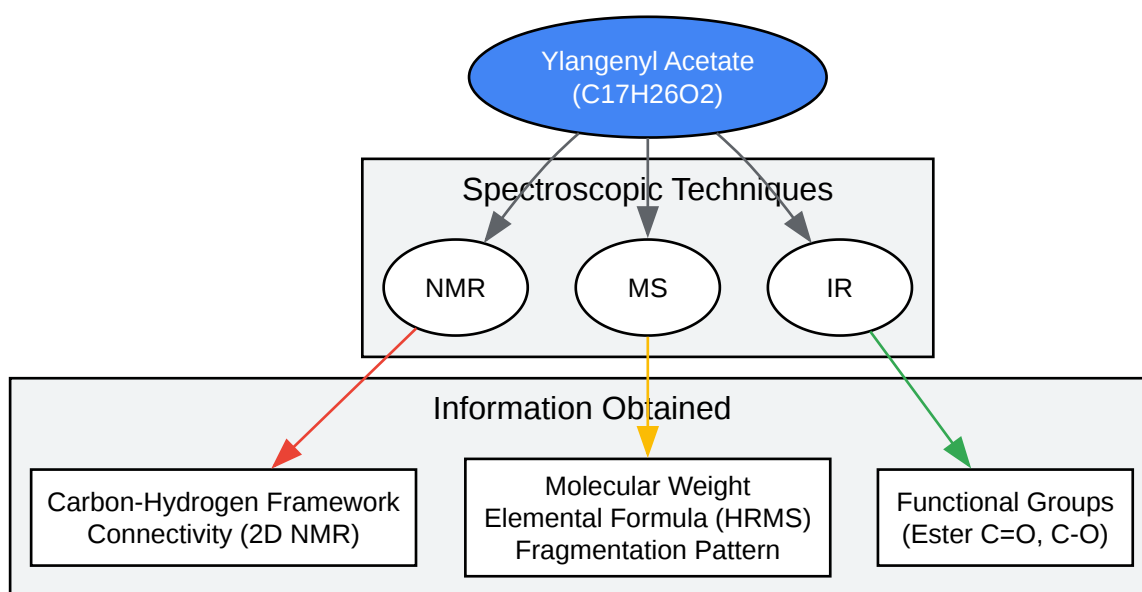 Ylangenyl Acetate
(C17H26O2)
Spectroscopic Techniques
NMR
MS
IR
Information Obtained
Carbon-Hydrogen Framework
Connectivity (2D NMR)
Molecular Weight
Elemental Formula (HRMS)
Fragmentation Pattern
Functional Groups
(Ester C=O, C-O)